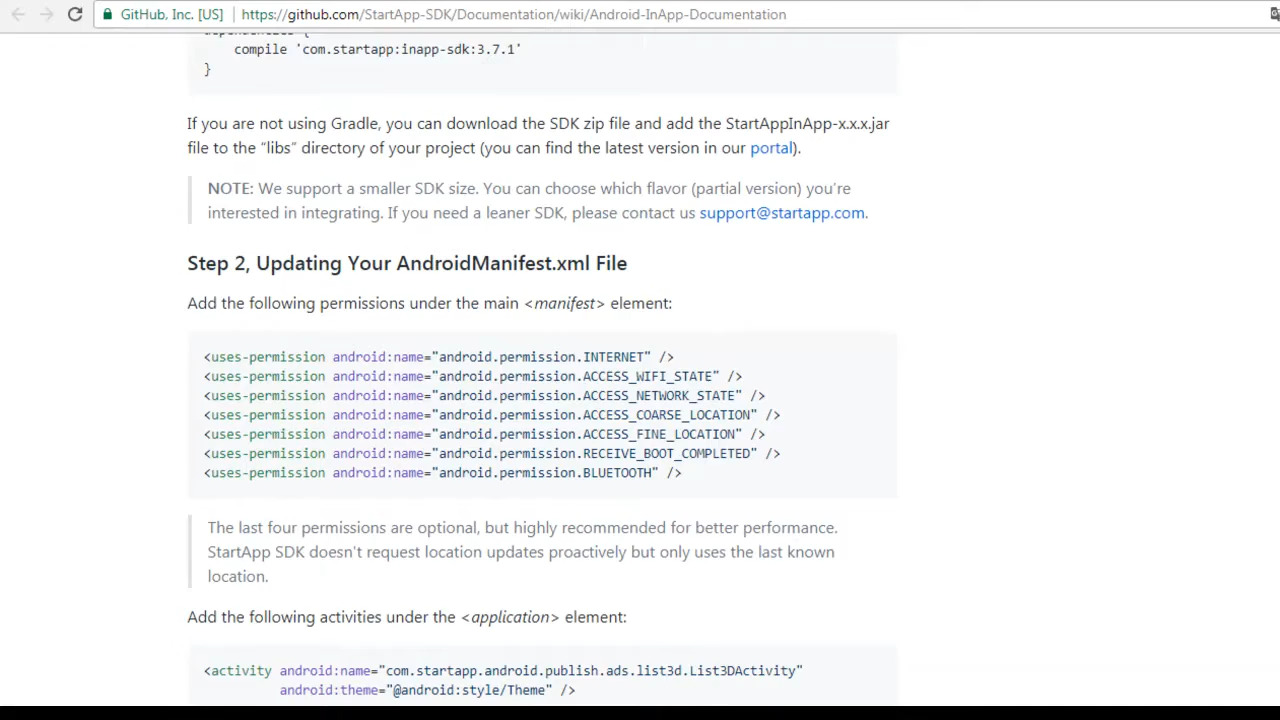 GitHub, Inc. [US] https://github.com/StartApp-SDK/Documentation/wiki/Android-InApp-Documentation
dependencies {
compile 'com.startapp:inapp-sdk:3.7.1'
}
If you are not using Gradle, you can download the SDK zip file and add the StartAppInApp-x.x.x.jar
file to the “libs” directory of your project (you can find the latest version in our portal).
NOTE: We support a smaller SDK size. You can choose which flavor (partial version) you’re
interested in integrating. If you need a leaner SDK, please contact us support@startapp.com.
Step 2, Updating Your AndroidManifest.xml File
Add the following permissions under the main <manifest> element:
<uses-permission android:name="android.permission.INTERNET" />
<uses-permission android:name="android.permission.ACCESS_WIFI_STATE" />
<uses-permission android:name="android.permission.ACCESS_NETWORK_STATE" />
<uses-permission android:name="android.permission.ACCESS_COARSE_LOCATION" />
<uses-permission android:name="android.permission.ACCESS_FINE_LOCATION" />
<uses-permission android:name="android.permission.RECEIVE_BOOT_COMPLETED" />
<uses-permission android:name="android.permission.BLUETOOTH" />
The last four permissions are optional, but highly recommended for better performance.
StartApp SDK doesn't request location updates proactively but only uses the last known
location.
Add the following activities under the <application> element:
<activity android:name="com.startapp.android.publish.ads.list3d.List3DActivity"
android:theme="@android:style/Theme" />